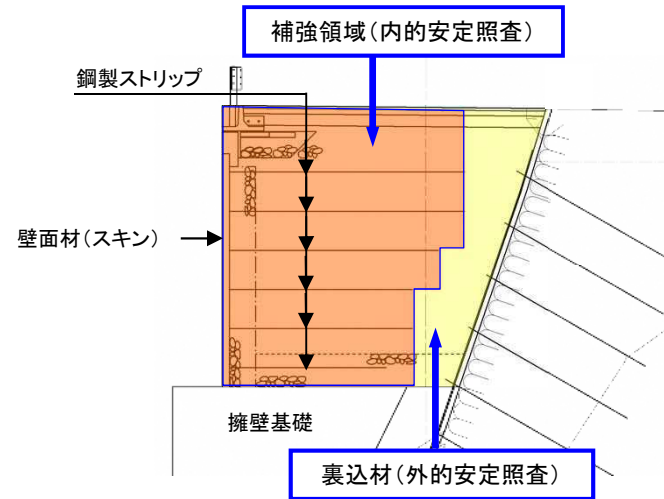 補強領域（内的安定照査）
鋼製ストリップ
壁面材（スキン）
擁壁基礎
裏込材（外的安定照査）